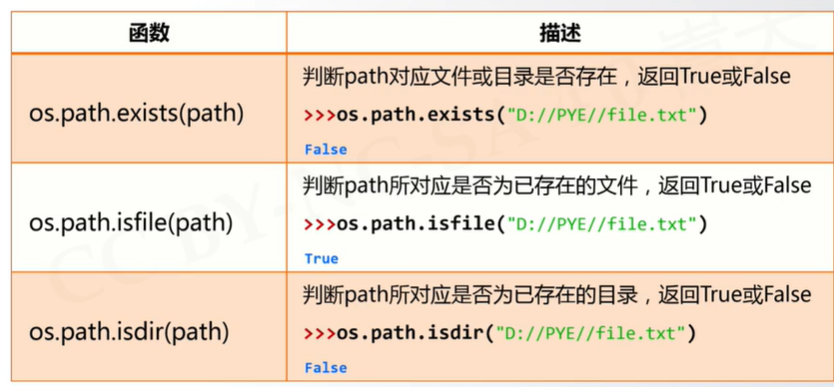 函数 描述
os.path.exists(path)
判断path对应文件或目录是否存在，返回True或False
>>>os.path.exists("D://PYE//file.txt")
False
os.path.isfile(path)
判断path所对应是否为已存在的文件，返回True或False
>>>os.path.isfile("D://PYE//file.txt")
True
os.path.isdir(path)
判断path所对应是否为已存在的目录，返回True或False
>>>os.path.isdir("D://PYE//file.txt")
False